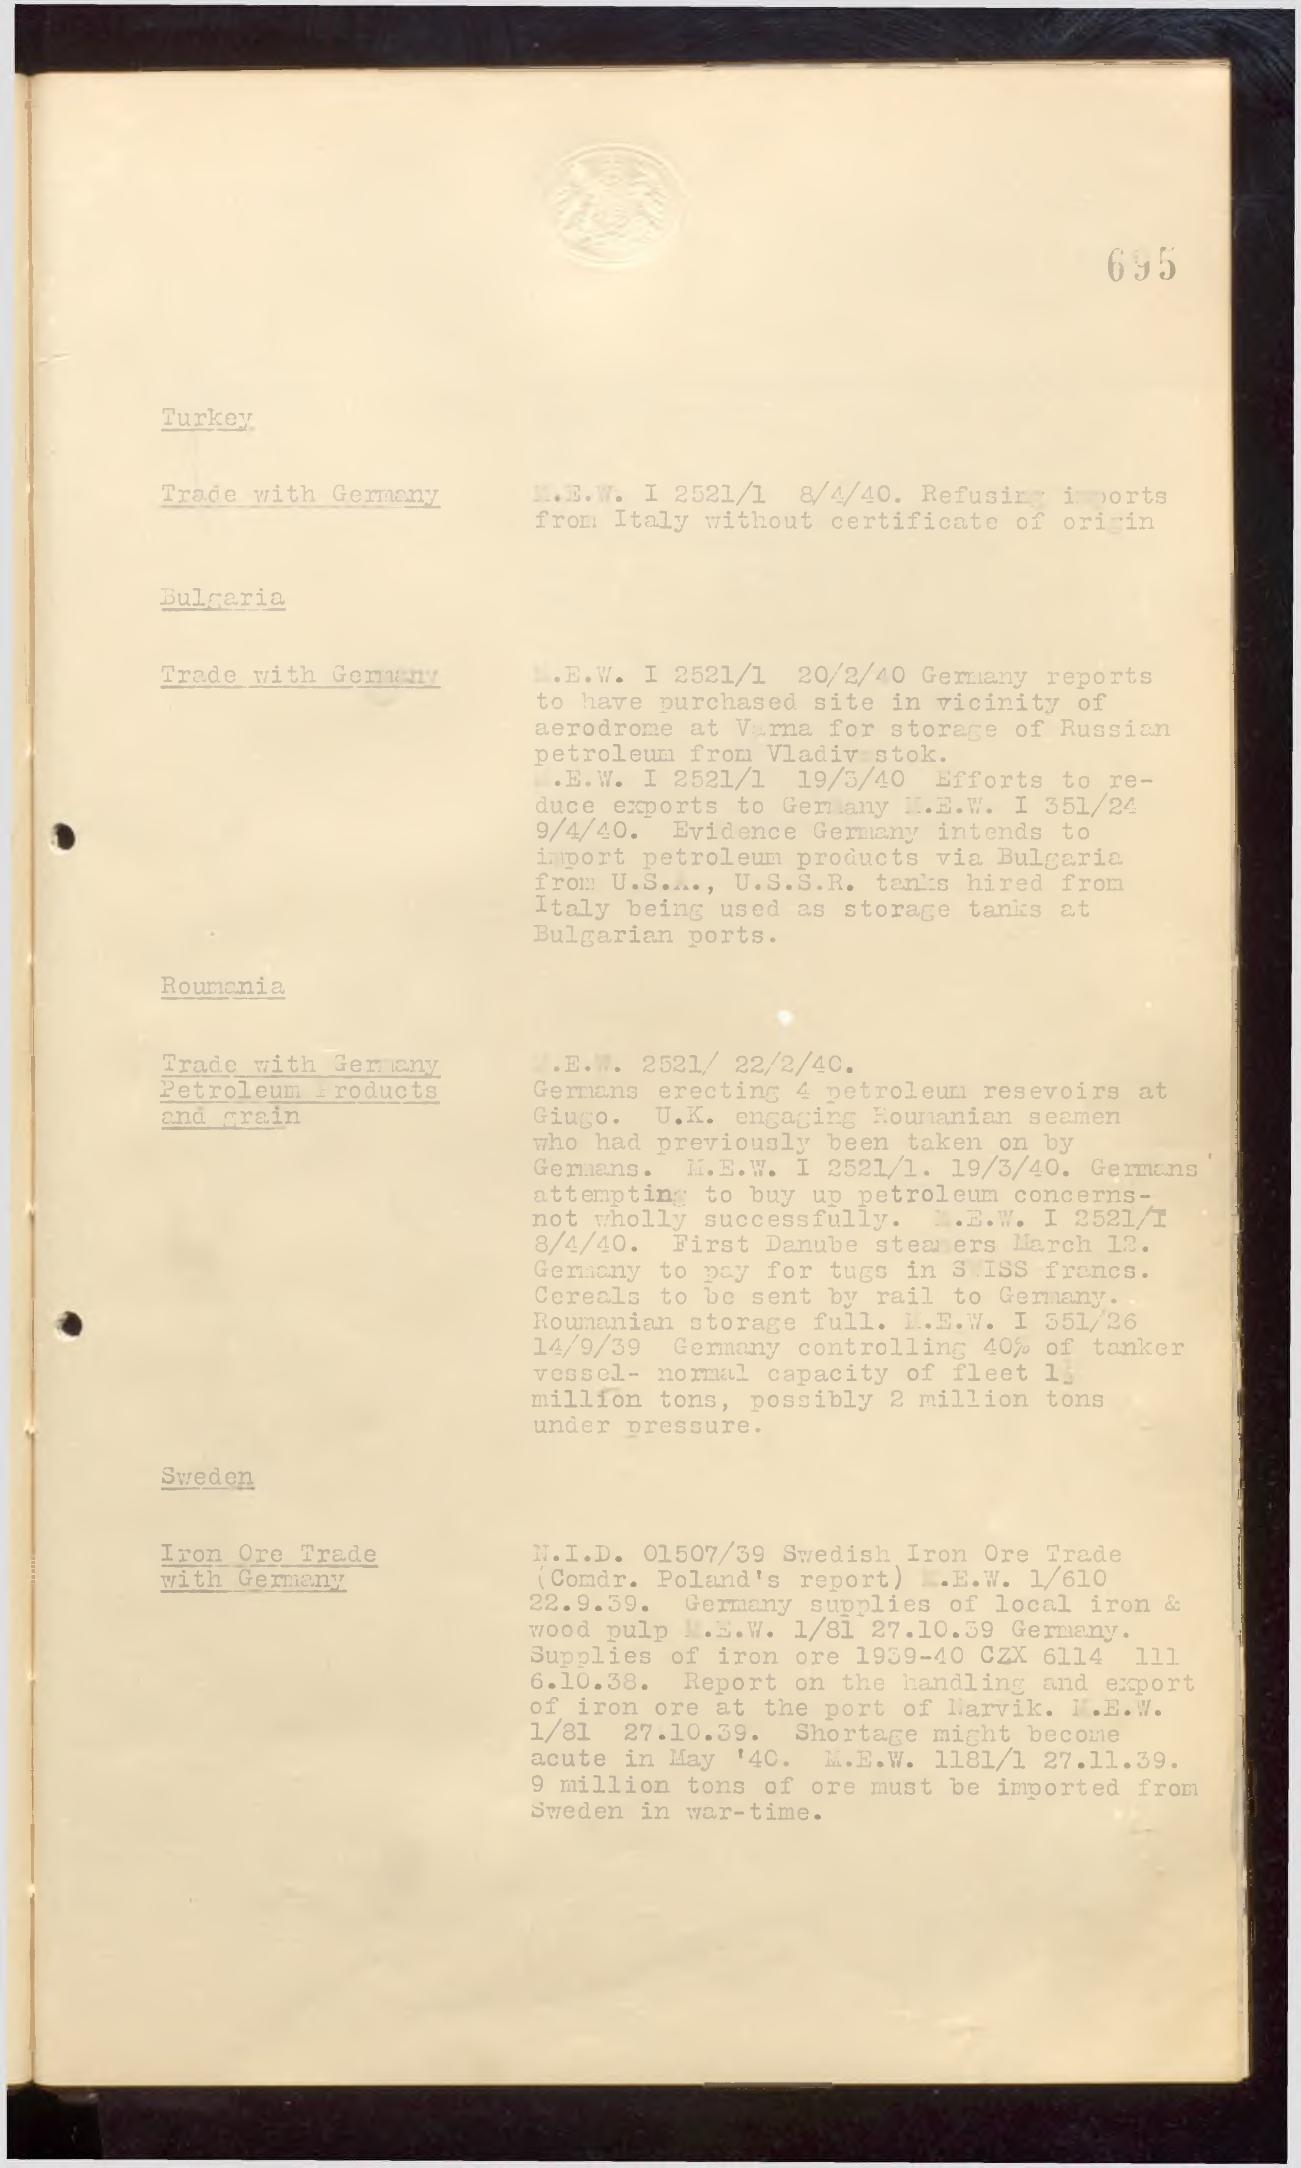 695
Turkey
Trade with Germany
M.E.W. I 2521/1 8/4/40. Refusing imports
from Italy without certificate of origin
Bulgaria
Trade with Germany
M.E.W. I 2521/1 20/2/40 Germany reports
to have purchased site in vicinity of
aerodrome at Varna for storage of Russian
petroleum from Vladivostok.
M.E.W. I 2521/1 19/3/40 Efforts to re-
duce exports to Germany M.E.W. I 351/24
9/4/40. Evidence Germany intends to
import petroleum products via Bulgaria
from U.S.A., U.S.S.R. tanks hired from
Italy being used as storage tanks at
Bulgarian ports.
Roumania
Trade with Germany
Petroleum Products
and grain
M.E.W. 2521/ 22/2/40.
Germans erecting 4 petroleum resevoirs at
Giugo. U.K. engaging Roumanian seamen
who had previously been taken on by
Germans. M.E.W. I 2521/1. 19/3/40. Germans
attempting to buy up petroleum concerns-
not wholly successfully. M.E.W. I 2521/I
8/4/40. First Danube steamers March 12.
Germany to pay for tugs in SWISS francs.
Cereals to be sent by rail to Germany.
Roumanian storage full. M.E.W. I 351/26
14/9/39 Germany controlling 40% of tanker
vessel- normal capacity of fleet
million tons, possibly 2 million tons
under pressure.
Sweden
Iron Ore Trade
with Germany
N.I.D. 01507/39 Swedish Iron Ore Trade
(Comdr. Poland's report) M.E.W. 1/610
22.9.39. Germany supplies of local iron &
wood pulp M.E.W. 1/81 27.10.39 Germany.
Supplies of iron ore 1939-40 CZX 6114 111
6.10.38. Report on the handling and export
of iron ore at the port of Narvik. M.E.W.
1/81 27.10.39. Shortage might become
acute in May '40. M.E.W. 1181/1 27.11.39.
9 million tons of ore must be imported from
Sweden in war-time.